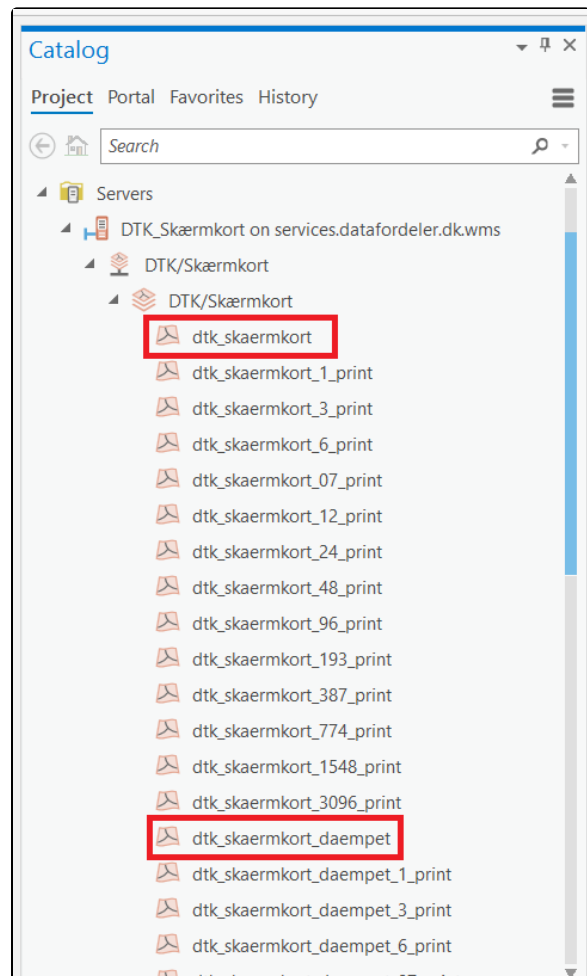 Catalog
Project Portal Favorites History
Search
Servers
DTK_Skærmkort on services.datafordeler.dk.wms
DTK/Skærmkort
DTK/Skærmkort
dtk_skaermkort
dtk_skaermkort_1_print
dtk_skaermkort_3_print
dtk_skaermkort_6_print
dtk_skaermkort_07_print
dtk_skaermkort_12_print
dtk_skaermkort_24_print
dtk_skaermkort_48_print
dtk_skaermkort_96_print
dtk_skaermkort_193_print
dtk_skaermkort_387_print
dtk_skaermkort_774_print
dtk_skaermkort_1548_print
dtk_skaermkort_3096_print
dtk_skaermkort_daempet
dtk_skaermkort_daempet_1_print
dtk_skaermkort_daempet_3_print
dtk_skaermkort_daempet_6_print